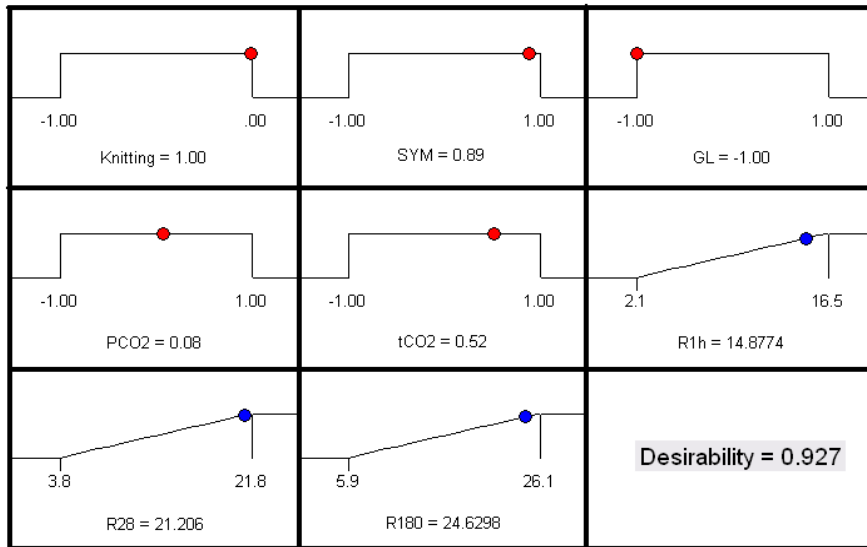 -1.00 .00
Knitting = 1.00
-1.00 1.00
SYM = 0.89
-1.00 1.00
GL = -1.00
-1.00 1.00
PCO2 = 0.08
-1.00 1.00
tCO2 = 0.52
2.1 16.5
R1h = 14.8774
3.8 21.8
R28 = 21.206
5.9 26.1
R180 = 24.6298
Desirability = 0.927